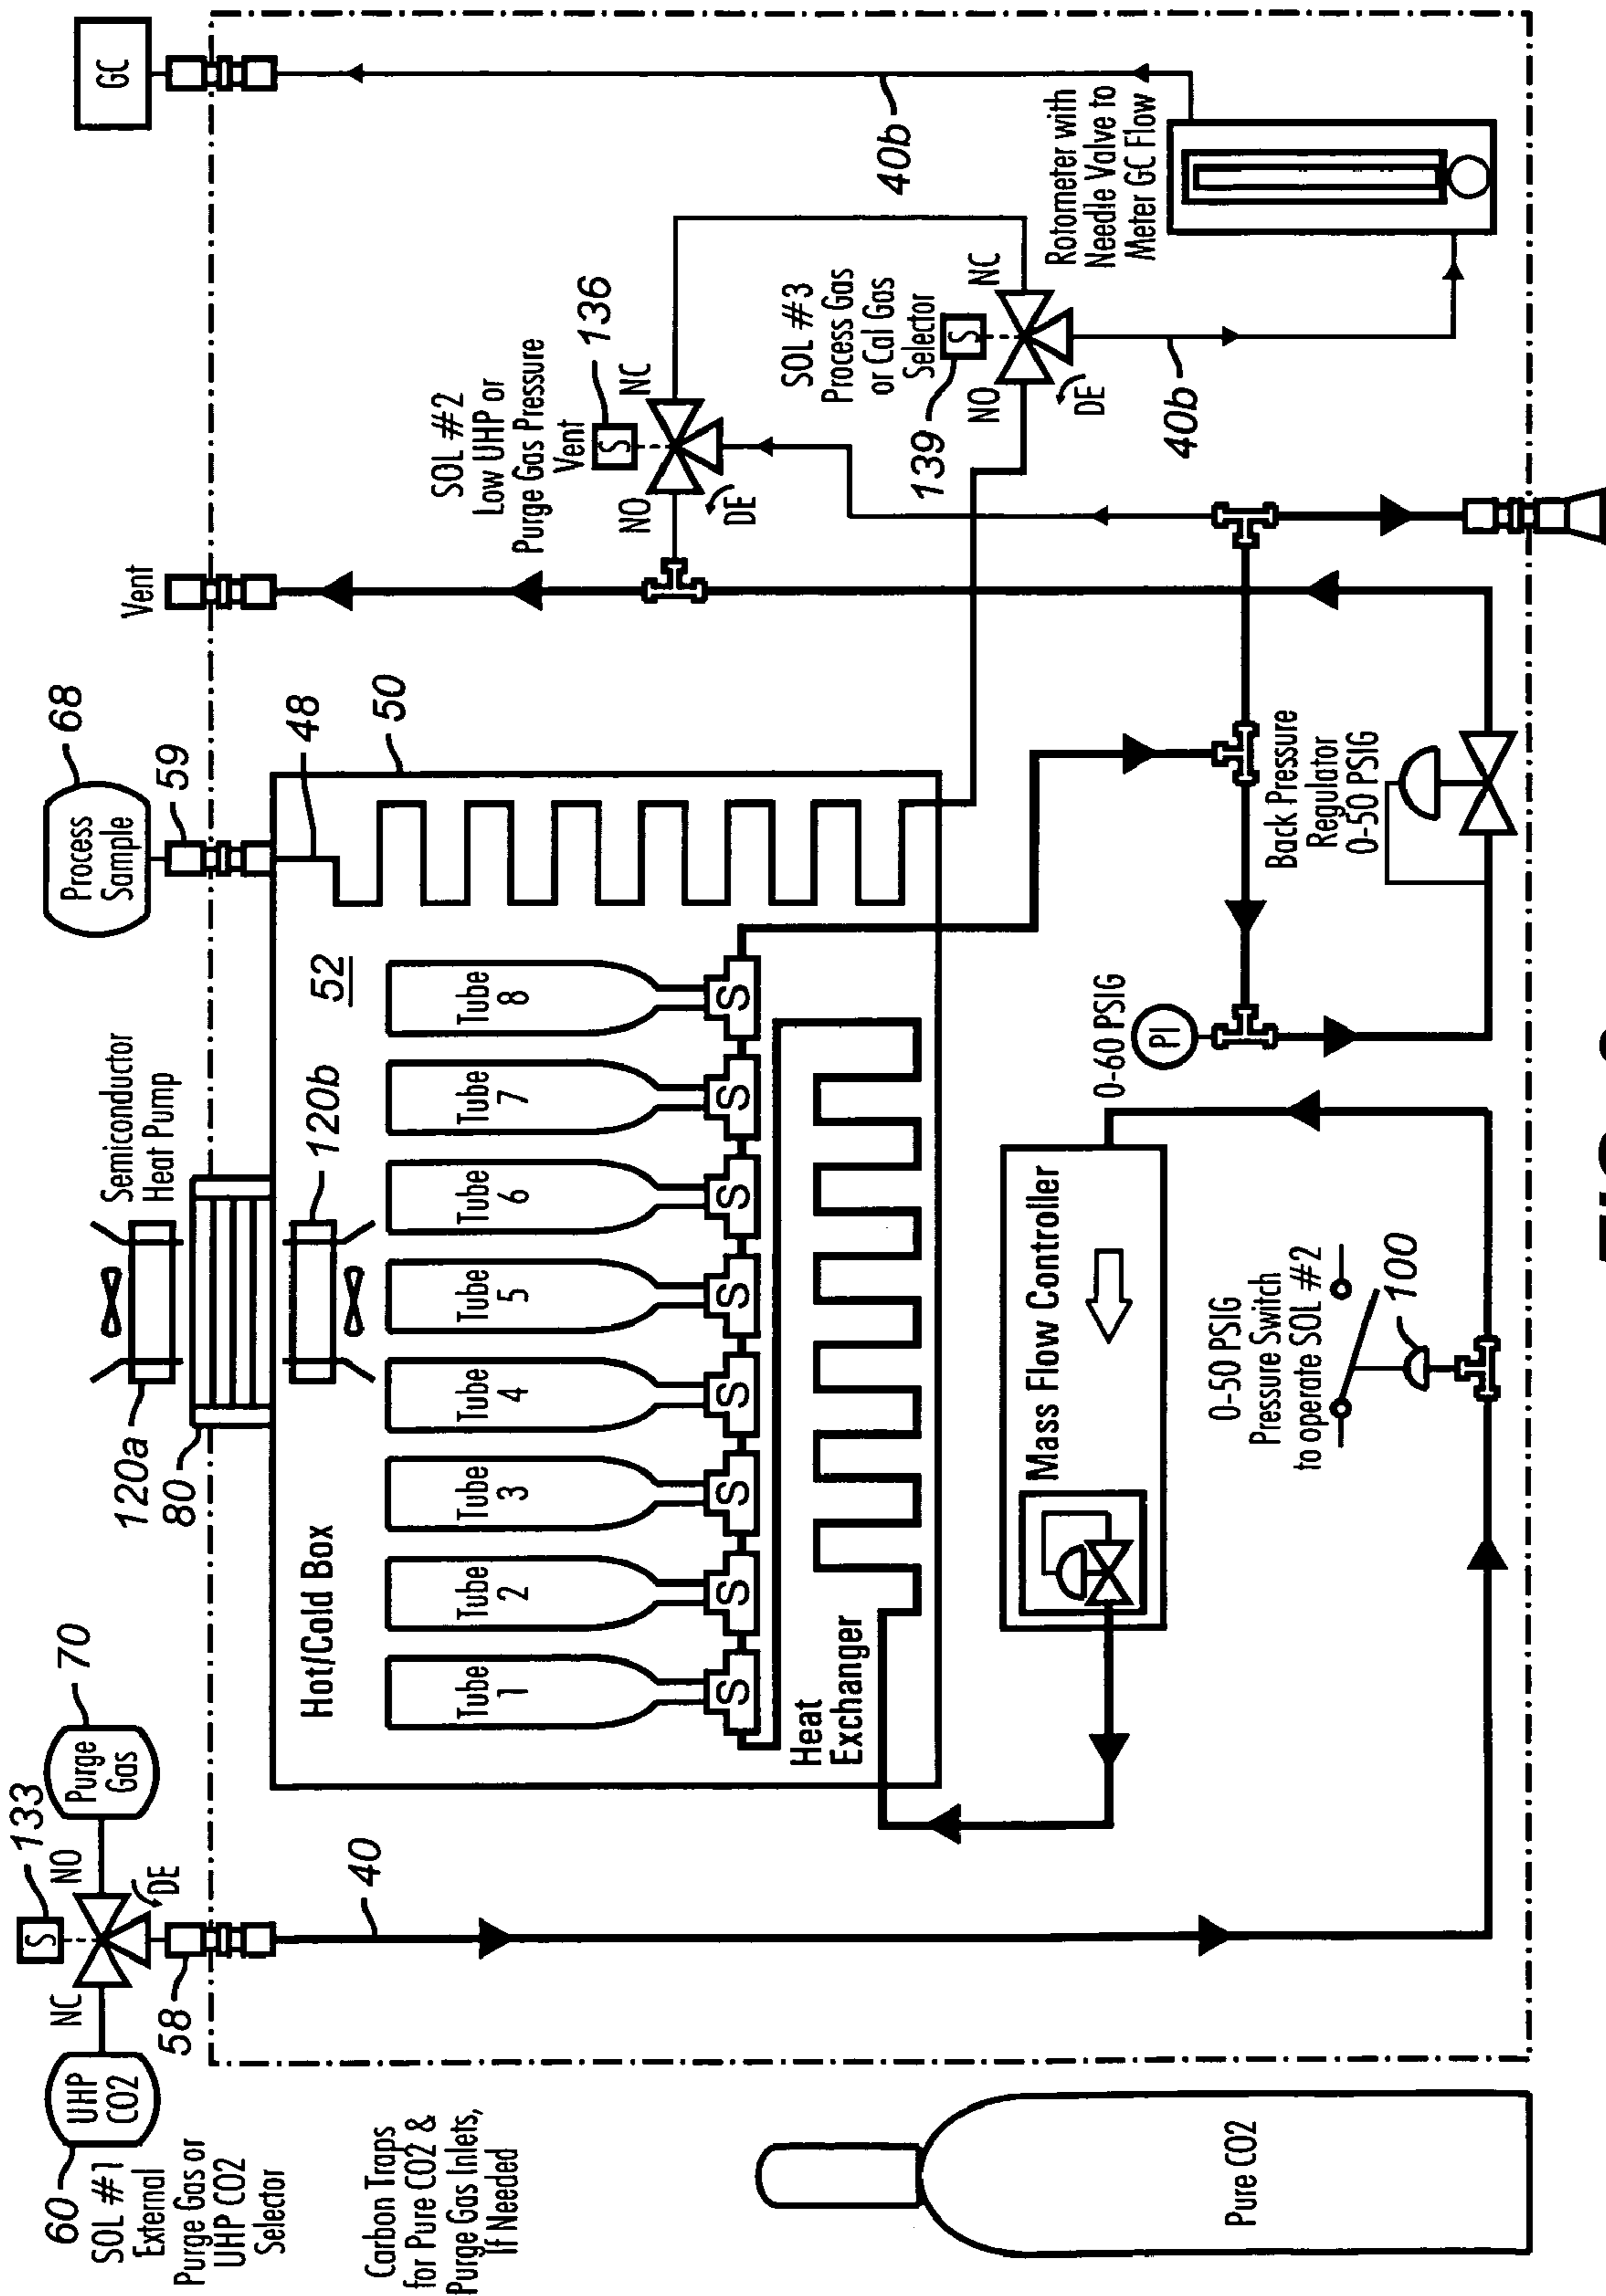 133
S
NC
NO
DE
UHP
CO2
60
Purge
Gas
70
58
SOL #1
External
Purge Gas or
UHP CO2
Selector
Carbon Traps
for Pure CO2 &
Purge Gas Inlets,
If Needed
Pure CO2
40
120a
80
Semiconductor
Heat Pump
120b
Hot/Cold Box
52
Tube
1
Tube
2
Tube
3
Tube
4
Tube
5
Tube
6
Tube
7
Tube
8
S
S
S
S
S
S
S
S
Heat
Exchanger
Process
Sample
68
59
48
50
Vent
SOL #2
Low UHP or
Purge Gas Pressure
Vent
136
S
NO
NC
DE
SOL #3
Process Gas
or Cal Gas
Selector
139
S
NO
NC
DE
40b
GC
40b
Rotometer with
Needle Valve to
Meter GC Flow
Mass Flow Controller
0-60 PSIG
PI
Back Pressure
Regulator
0-50 PSIG
0-50 PSIG
Pressure Switch
to operate SOL #2
100